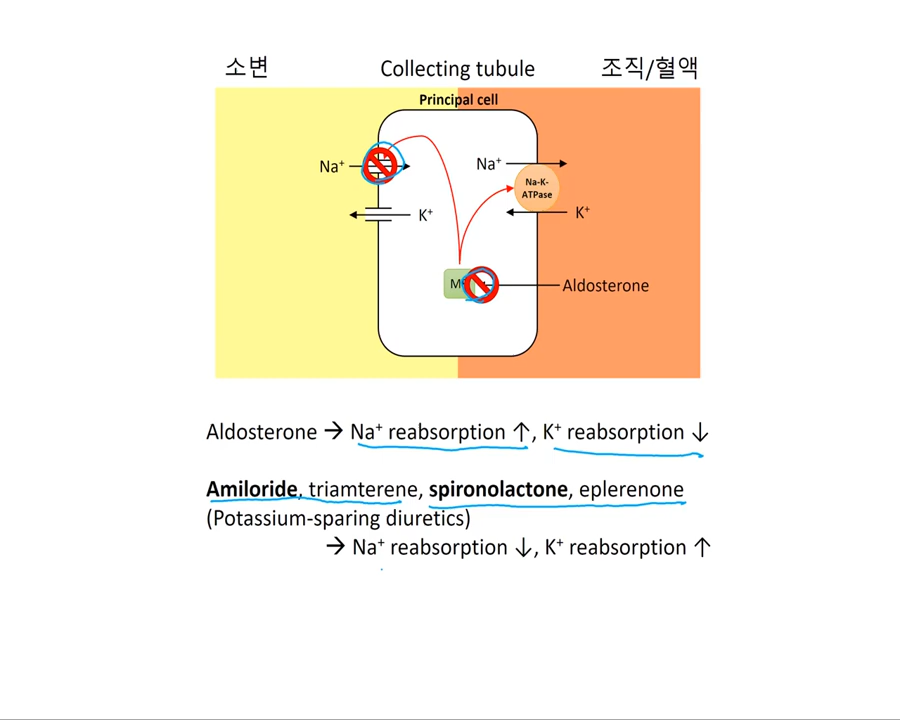 소변 Collecting tubule 조직/혈액
Principal cell
Na⁺ Na⁺
Na-K-
ATPase
K⁺ K⁺
M
Aldosterone
Aldosterone → Na⁺ reabsorption ↑, K⁺ reabsorption ↓
Amiloride, triamterene, spironolactone, eplerenone
(Potassium-sparing diuretics)
→ Na⁺ reabsorption ↓, K⁺ reabsorption ↑